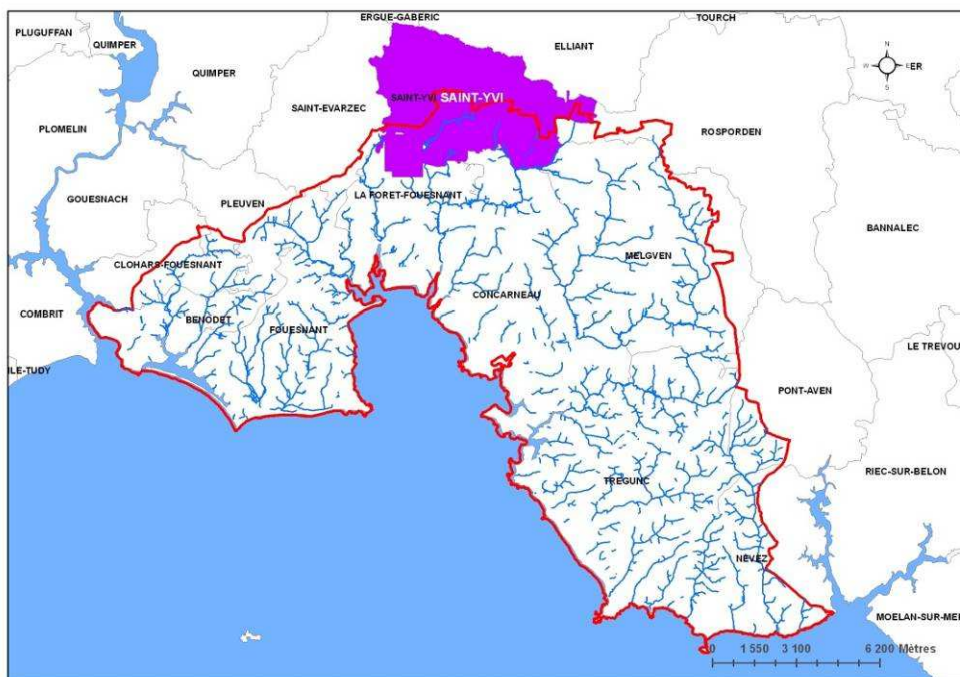 ERGUE-GABERIC
TOURCH
PLUGUFFAN
QUIMPER
ELLIANT
N
W E ER
S
QUIMPER
SAINT-YVI SAINT-YVI
SAINT-EVARZEC
PLOMELIN
ROSPORDEN
GOUESNACH
LA FORET-FOUESNANT
PLEUVEN
BANNALEC
MELGVEN
CLOHARS-FOUESNANT
CONCARNEAU
COMBRIT
BENODET
FOUESNANT
LE TREVOU
ILE-TUDY
PONT-AVEN
RIEC-SUR-BELON
TREGUNC
NEVEZ
MOELAN-SUR-MER
0 1 550 3 100 6 200 Mètres